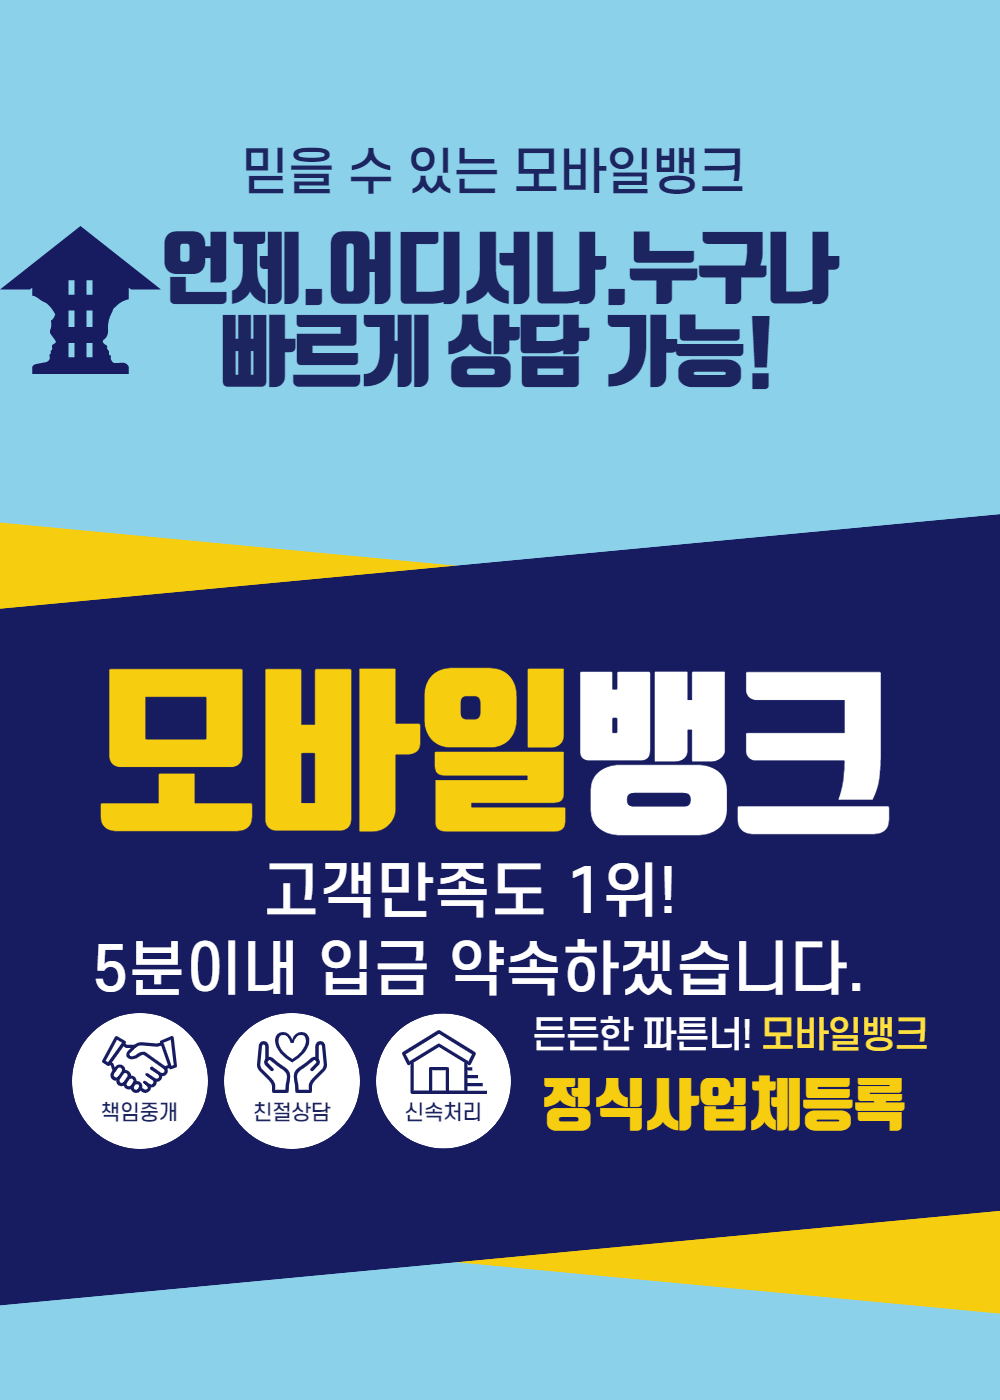 믿을 수 있는 모바일뱅크
언제.어디서나.누구나
빠르게 상담 가능!
모바일뱅크
고객만족도 1위!
5분이내 입금 약속하겠습니다.
든든한 파트너! 모바일뱅크
정식사업체등록
책임중개
친절상담
신속처리